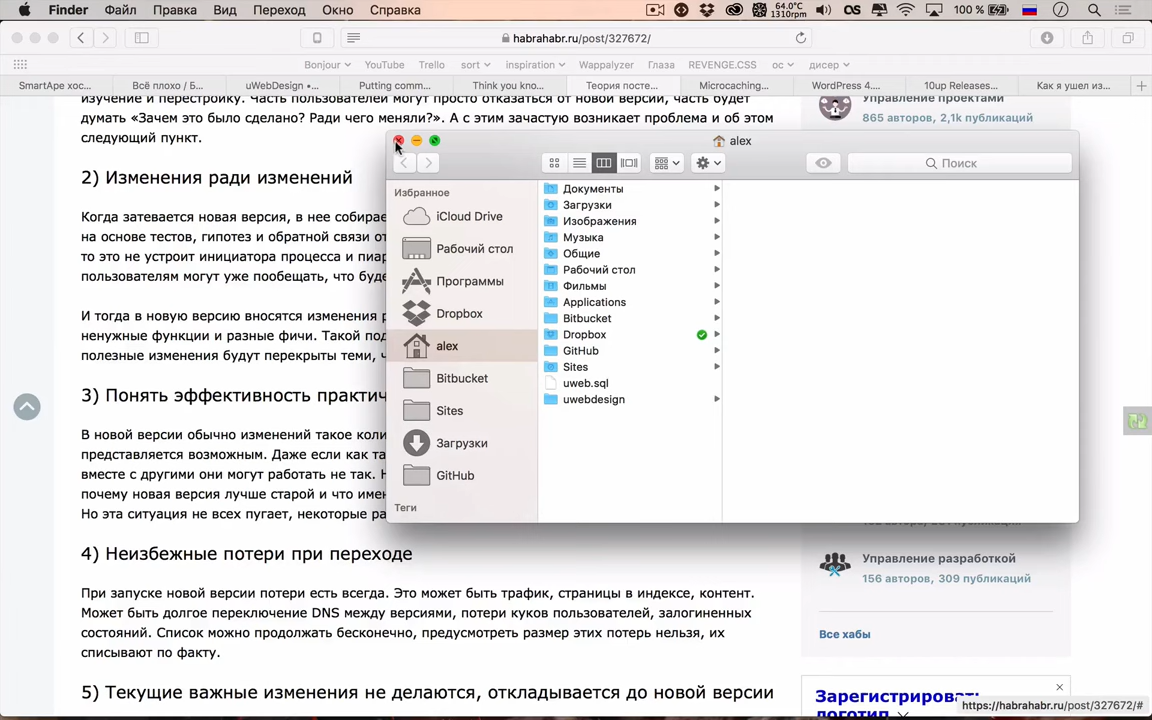 Finder Файл Правка Вид Переход Окно Справка
64.0°C
1310rpm
100 %
habrahabr.ru/post/327672/
Bonjour YouTube Trello sort inspiration Wappalyzer Глаза REVENGE.CSS ос дисер
SmartApe хос... Всё плохо / Б... uWebDesign •... Putting comm... Think you kno... Теория посте... Microcaching... WordPress 4.... 10up Releases... Как я ушел из...
изучение и перестройку. Часть пользователей могут просто отказаться от новой версии, часть будет
думать «Зачем это было сделано? Ради чего меняли?». А с этим зачастую возникает проблема и об этом
следующий пункт.
2) Изменения ради изменений
Когда затевается новая версия, в нее собирае
на основе тестов, гипотез и обратной связи от
то это не устроит инициатора процесса и пиар
пользователям могут уже пообещать, что буде
И тогда в новую версию вносятся изменения р
ненужные функции и разные фичи. Такой под
полезные изменения будут перекрыты теми, ч
3) Понять эффективность практич
В новой версии обычно изменений такое коли
представляется возможным. Даже если как та
вместе с другими они могут работать не так. Н
почему новая версия лучше старой и что имен
Но эта ситуация не всех пугает, некоторые ра
4) Неизбежные потери при переходе
При запуске новой версии потери есть всегда. Это может быть трафик, страницы в индексе, контент.
Может быть долгое переключение DNS между версиями, потери куков пользователей, залогиненных
состояний. Список можно продолжать бесконечно, предусмотреть размер этих потерь нельзя, их
списывают по факту.
5) Текущие важные изменения не делаются, откладывается до новой версии
alex
Поиск
Избранное
iCloud Drive
Рабочий стол
Программы
Dropbox
alex
Bitbucket
Sites
Загрузки
GitHub
Теги
Документы
Загрузки
Изображения
Музыка
Общие
Рабочий стол
Фильмы
Applications
Bitbucket
Dropbox
GitHub
Sites
uweb.sql
uwebdesign
Управление проектами
865 авторов, 2,1k публикаций
Управление разработкой
156 авторов, 309 публикаций
Все хабы
Зарегистрировать
логотип
https://habrahabr.ru/post/327672/#